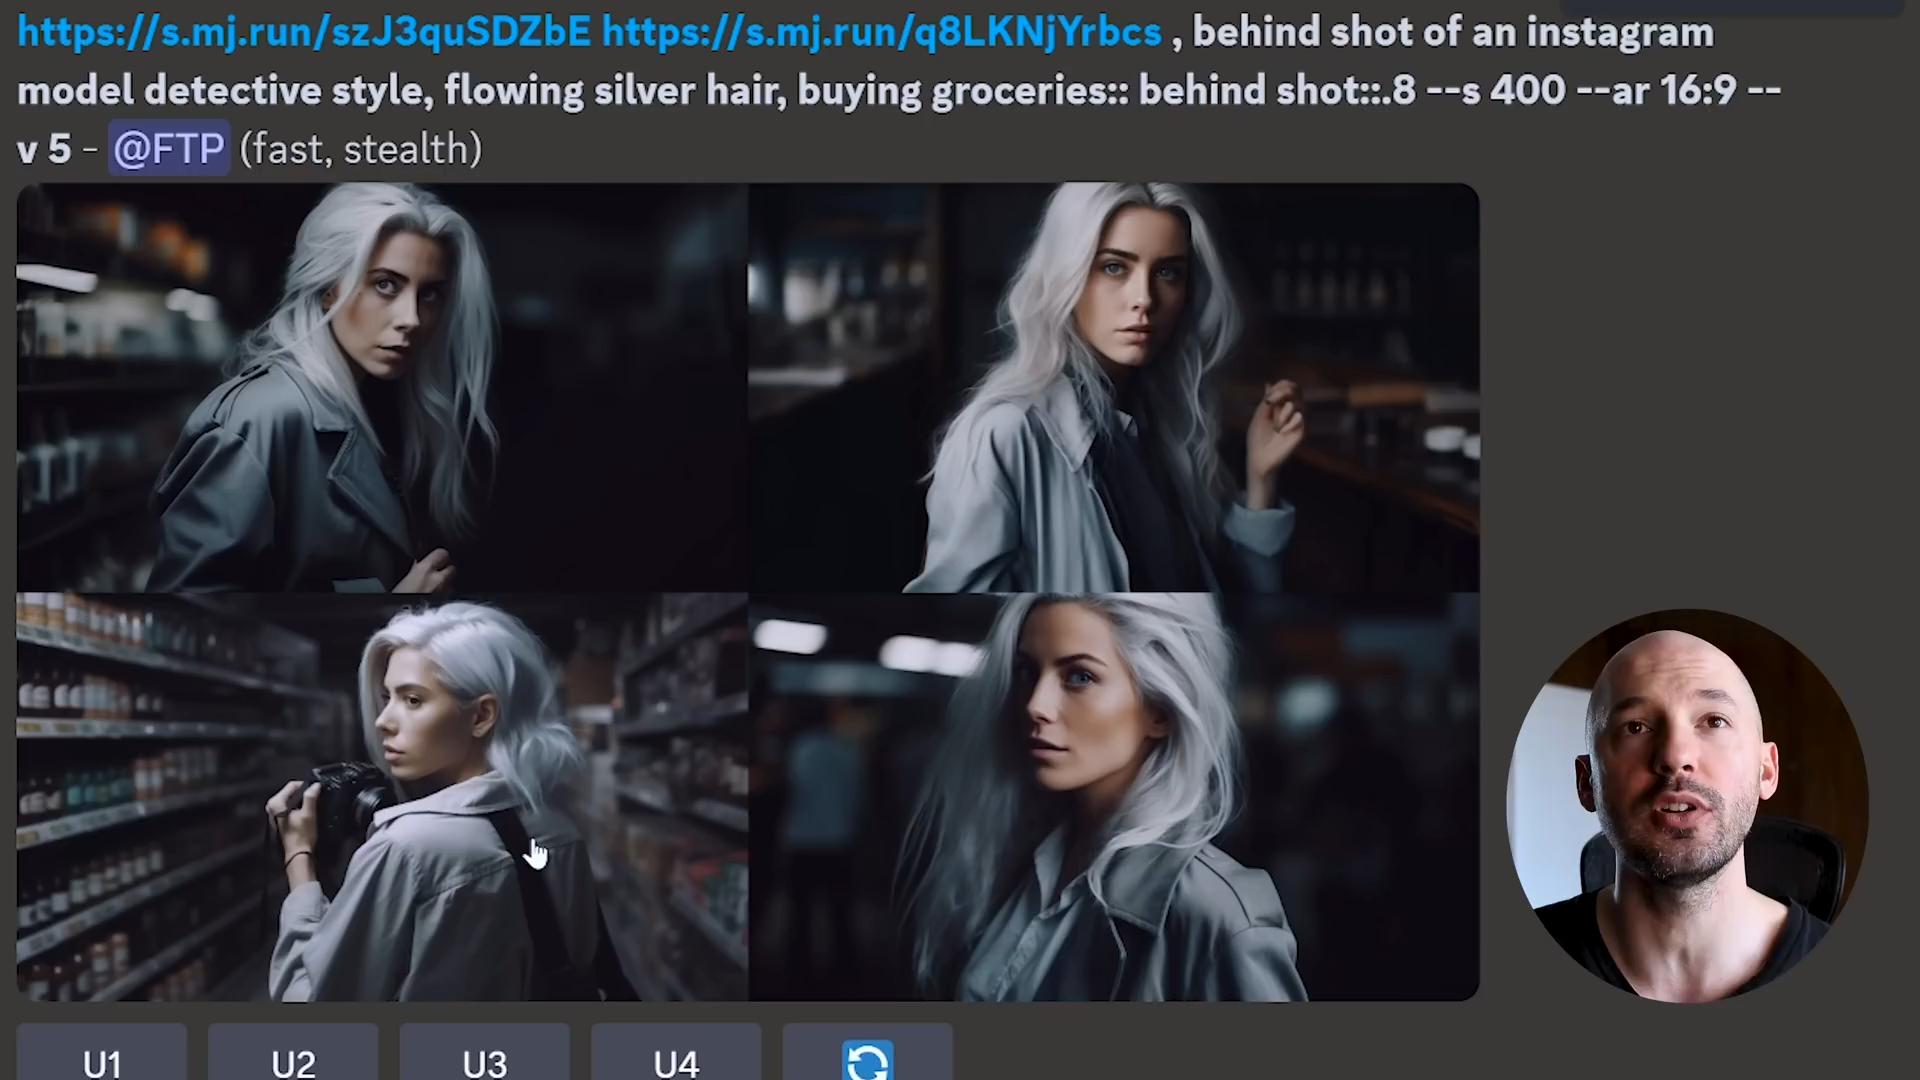 https://s.mj.run/szJ3quSDZbE https://s.mj.run/q8LKNjYrbcs , behind shot of an instagram
model detective style, flowing silver hair, buying groceries:: behind shot::.8 --s 400 --ar 16:9 --
v 5 - @FTP (fast, stealth)
U1 U2 U3 U4